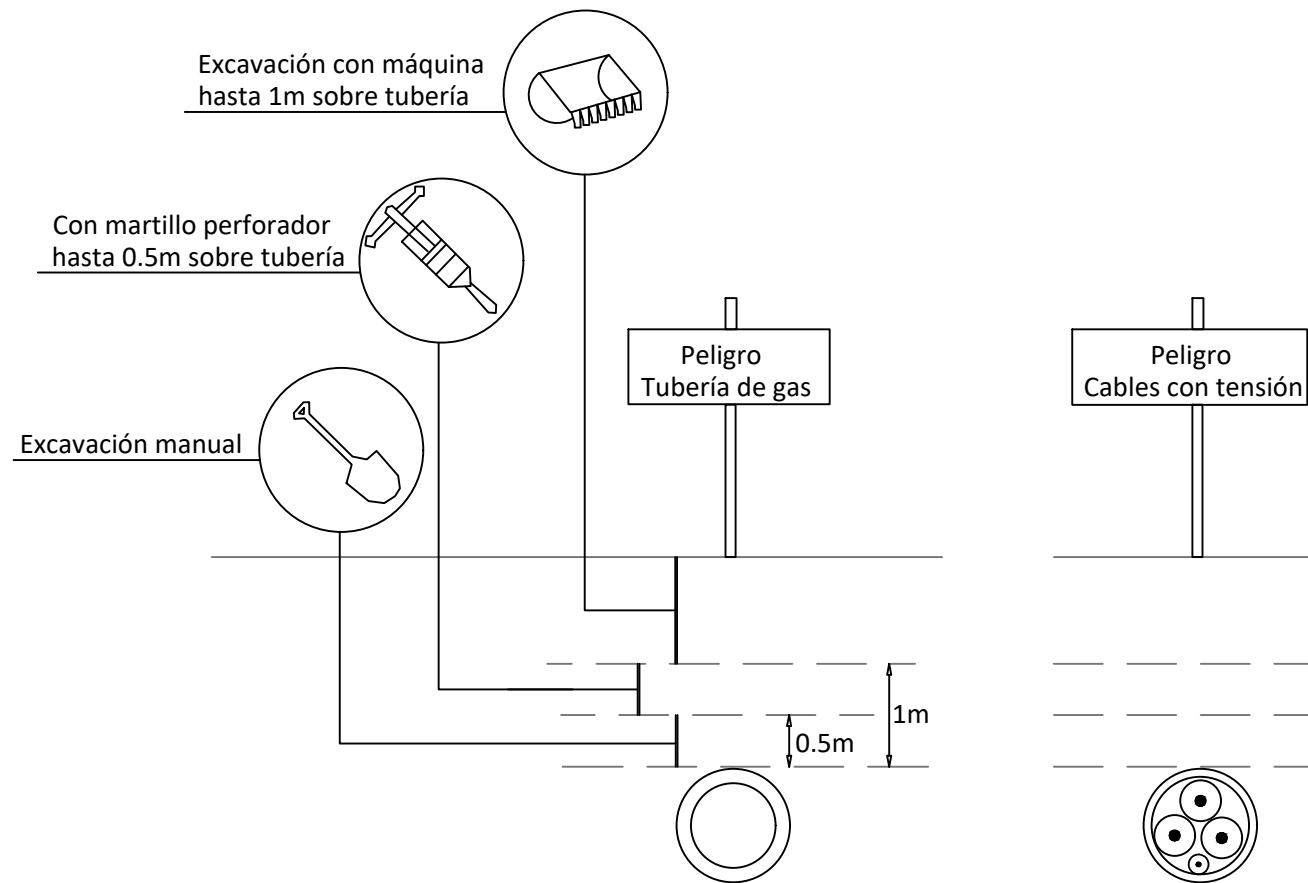 Excavación con máquina
hasta 1m sobre tubería
Con martillo perforador
hasta 0.5m sobre tubería
Excavación manual
Peligro
Tubería de gas
Peligro
Cables con tensión
1m
0.5m